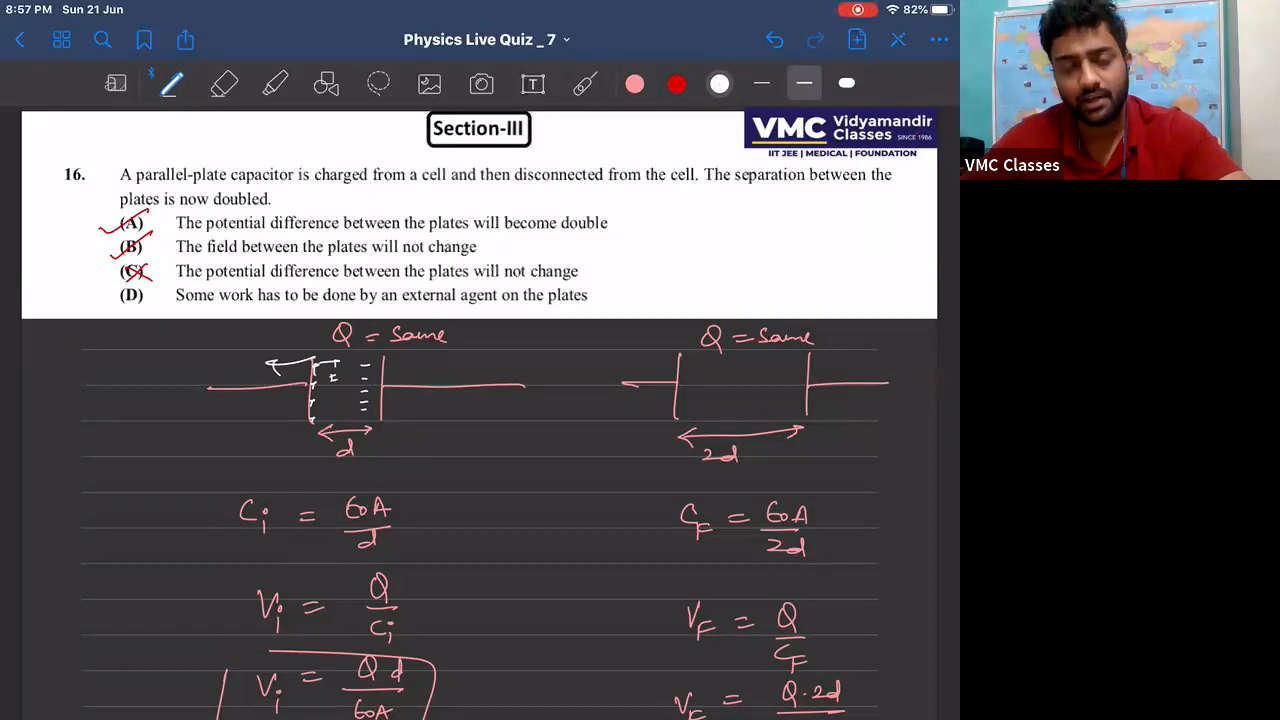 8:57 PM Sun 21 Jun
82%
Physics Live Quiz _ 7
T
Section-III
VMC Vidyamandir Classes SINCE 1986
IIT JEE | MEDICAL | FOUNDATION
VMC Classes
16. A parallel-plate capacitor is charged from a cell and then disconnected from the cell. The separation between the
plates is now doubled.
(A) The potential difference between the plates will become double
(B) The field between the plates will not change
(C) The potential difference between the plates will not change
(D) Some work has to be done by an external agent on the plates
Q = Same
Q = Same
d
2d
Ci = ϵ0A/d
CF = ϵ0A/2d
Vi = Q/Ci
VF = Q/CF
Vi = Qd/ϵ0A
VF = Q·2d